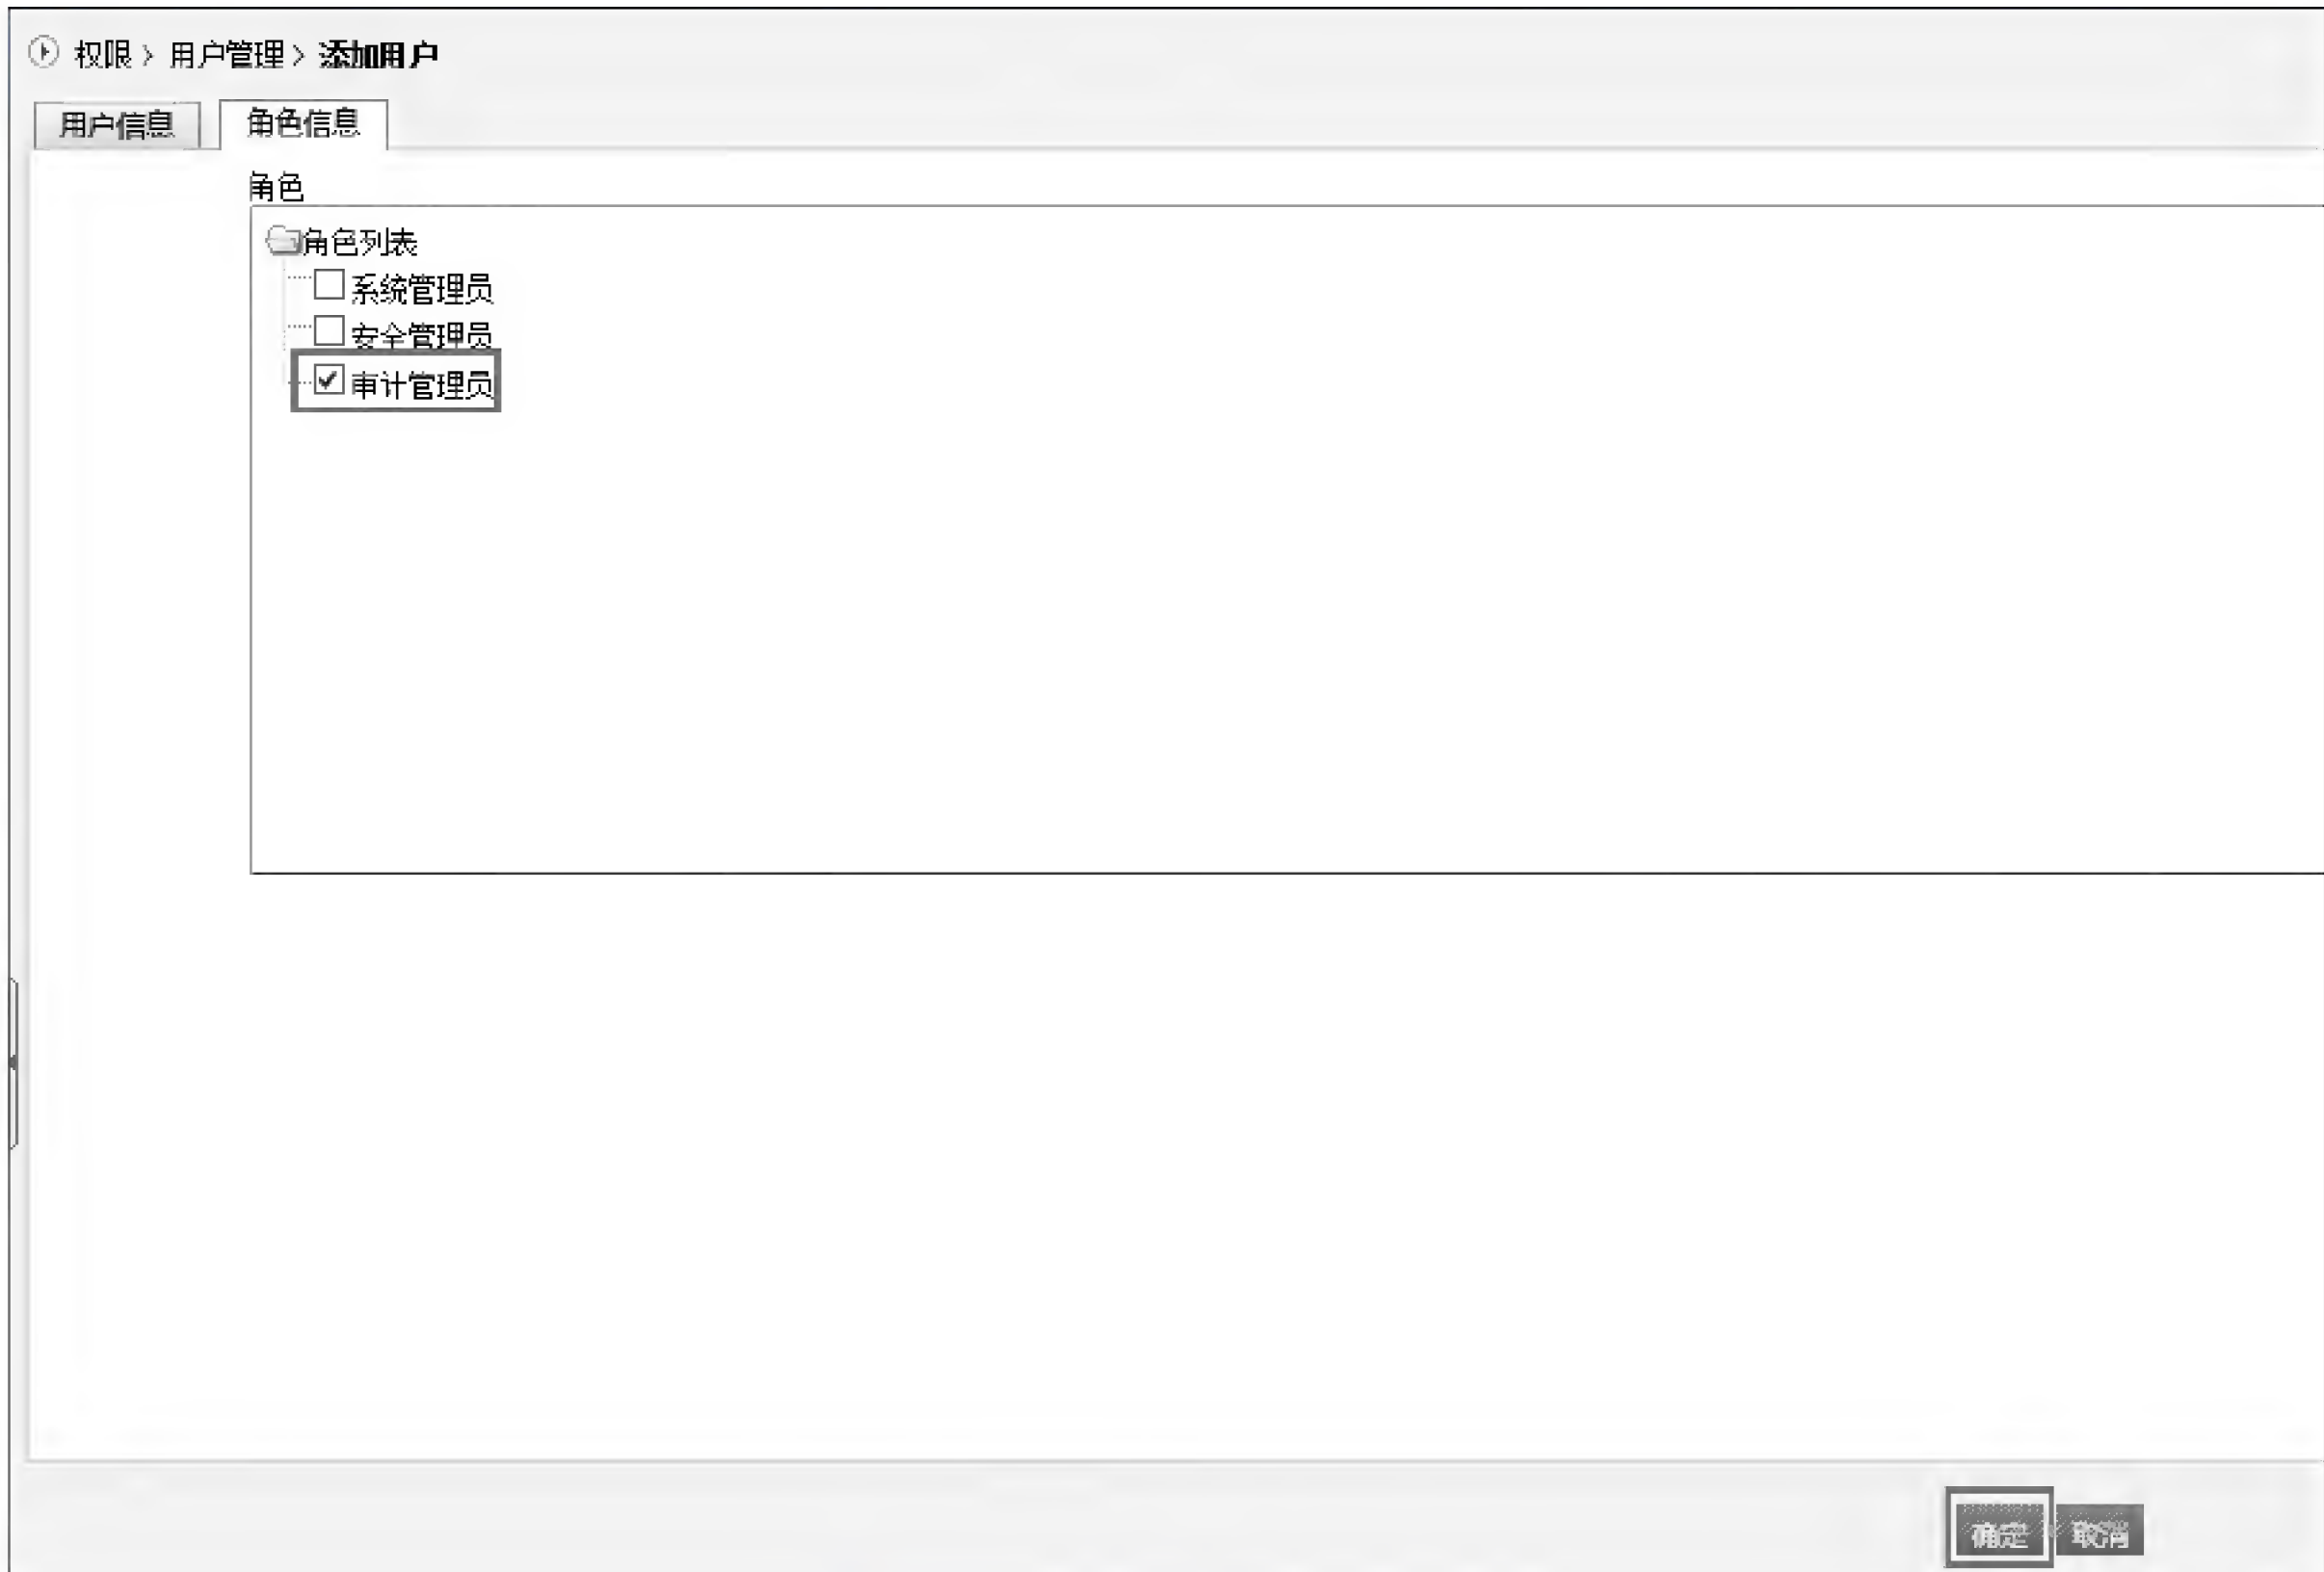 权限 > 用户管理 > 添加用户
用户信息 角色信息
角色
角色列表
系统管理员
安全管理员
审计管理员
确定 取消